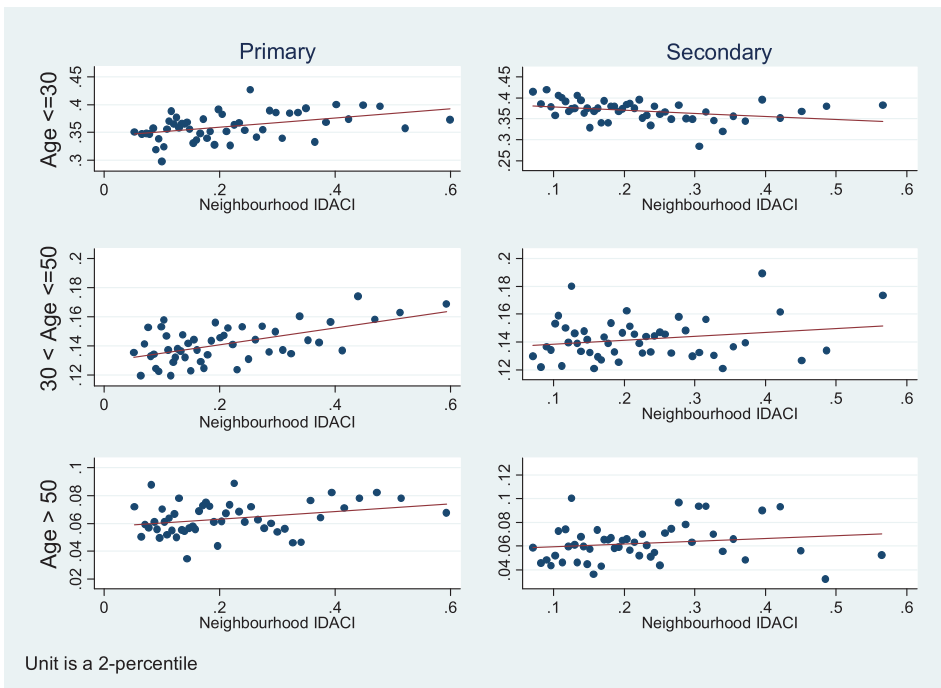 Primary
Secondary
Age <=30
.3 .35 .4 .45
0 .2 .4 .6
Neighbourhood IDACI
.25 .3 .35 .4 .45
.1 .2 .3 .4 .5 .6
Neighbourhood IDACI
30 < Age <=50
.12 .14 .16 .18 .2
0 .2 .4 .6
Neighbourhood IDACI
.12 .14 .16 .18 .2
.1 .2 .3 .4 .5 .6
Neighbourhood IDACI
Age > 50
.02 .04 .06 .08 .1
0 .2 .4 .6
Neighbourhood IDACI
.04 .06 .08 .1 .12
.1 .2 .3 .4 .5 .6
Neighbourhood IDACI
Unit is a 2-percentile